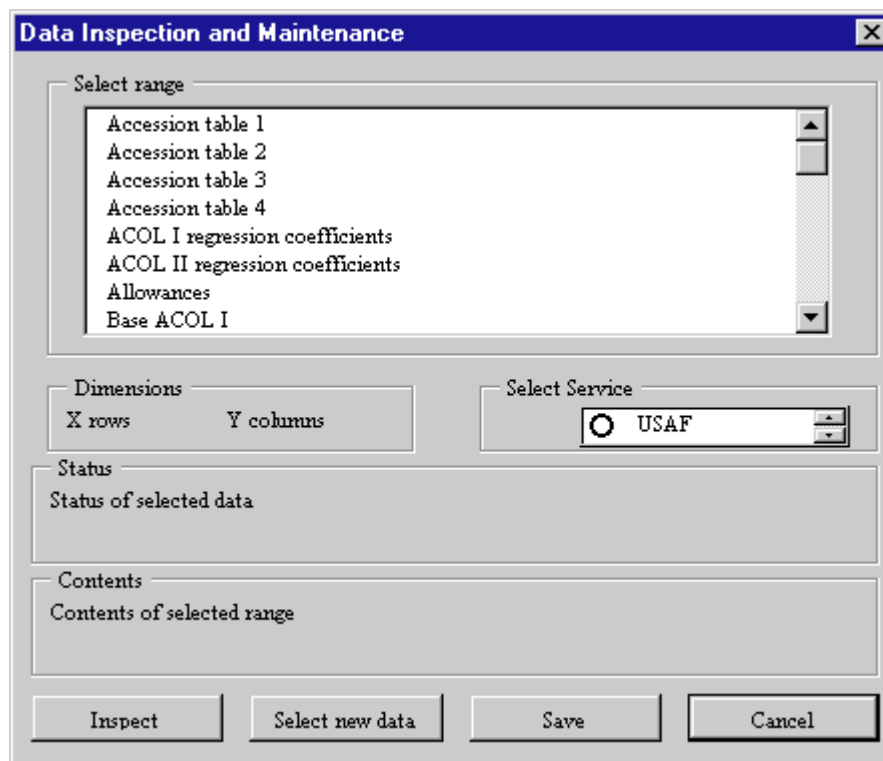 Data Inspection and Maintenance
Select range
Accession table 1
Accession table 2
Accession table 3
Accession table 4
ACOL I regression coefficients
ACOL II regression coefficients
Allowances
Base ACOL I
Dimensions
X rows Y columns
Select Service
USAF
Status
Status of selected data
Contents
Contents of selected range
Inspect Select new data Save Cancel